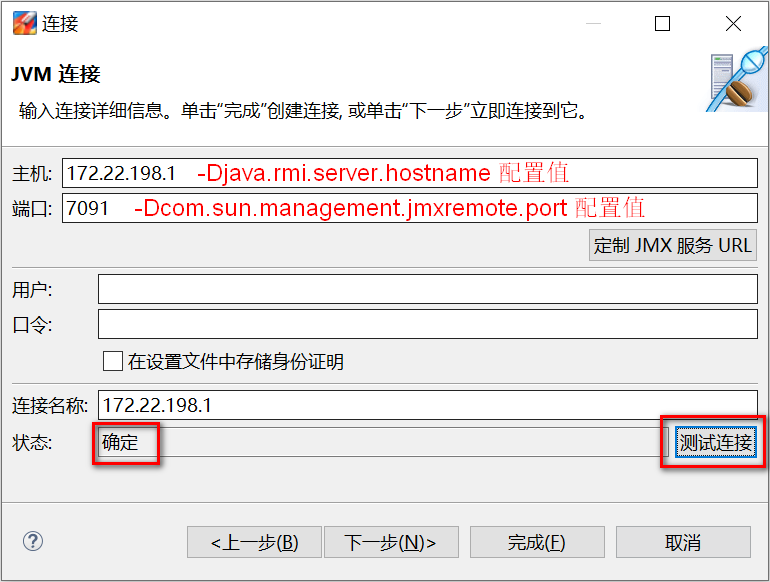 连接
JVM 连接
输入连接详细信息。单击“完成”创建连接, 或单击“下一步”立即连接到它。
主机: 172.22.198.1 -Djava.rmi.server.hostname 配置值
端口: 7091 -Dcom.sun.management.jmxremote.port 配置值
定制 JMX 服务 URL
用户:
口令:
在设置文件中存储身份证明
连接名称: 172.22.198.1
状态: 确定 测试连接
? <上一步(B) 下一步(N)> 完成(F) 取消